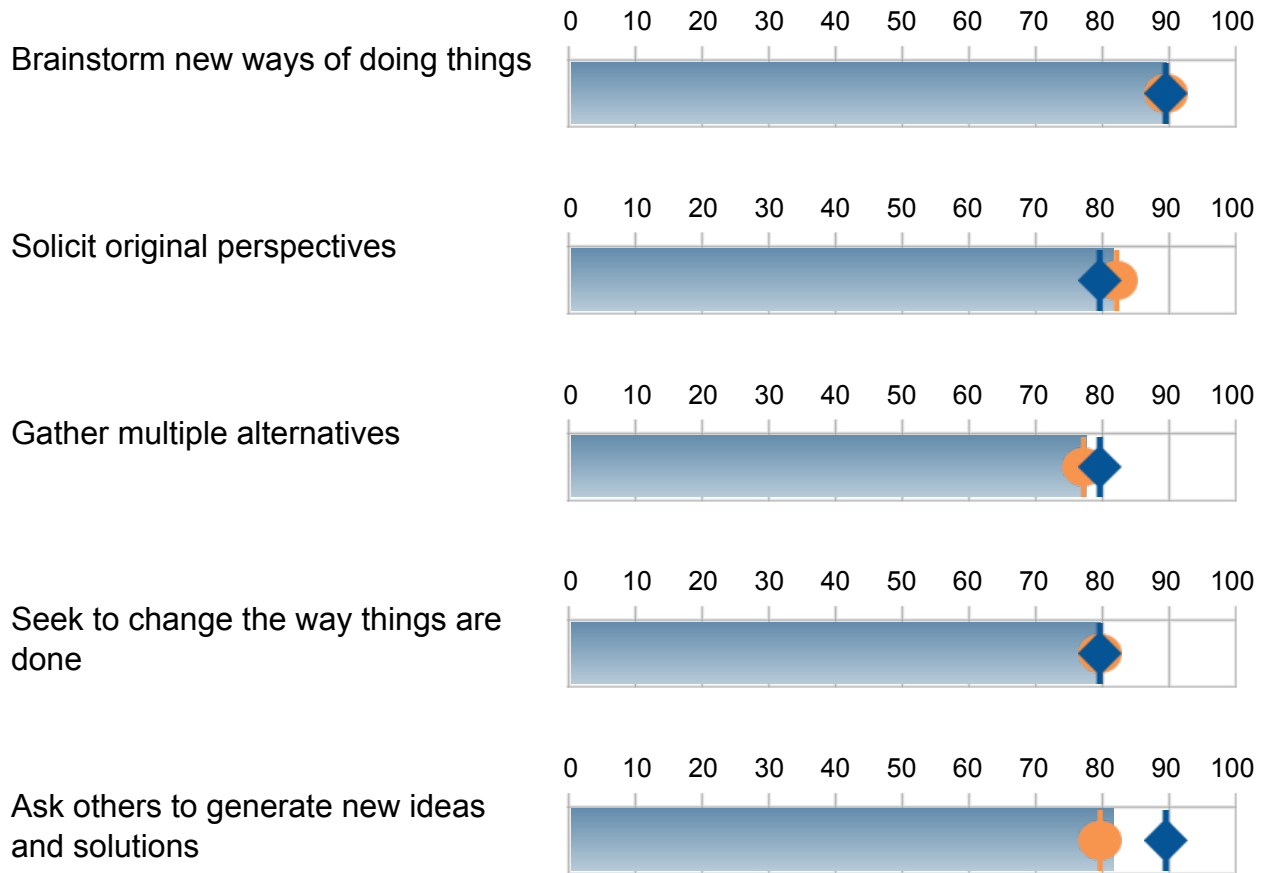 0 10 20 30 40 50 60 70 80 90 100
Brainstorm new ways of doing things
0 10 20 30 40 50 60 70 80 90 100
Solicit original perspectives
0 10 20 30 40 50 60 70 80 90 100
Gather multiple alternatives
0 10 20 30 40 50 60 70 80 90 100
Seek to change the way things are
done
0 10 20 30 40 50 60 70 80 90 100
Ask others to generate new ideas
and solutions